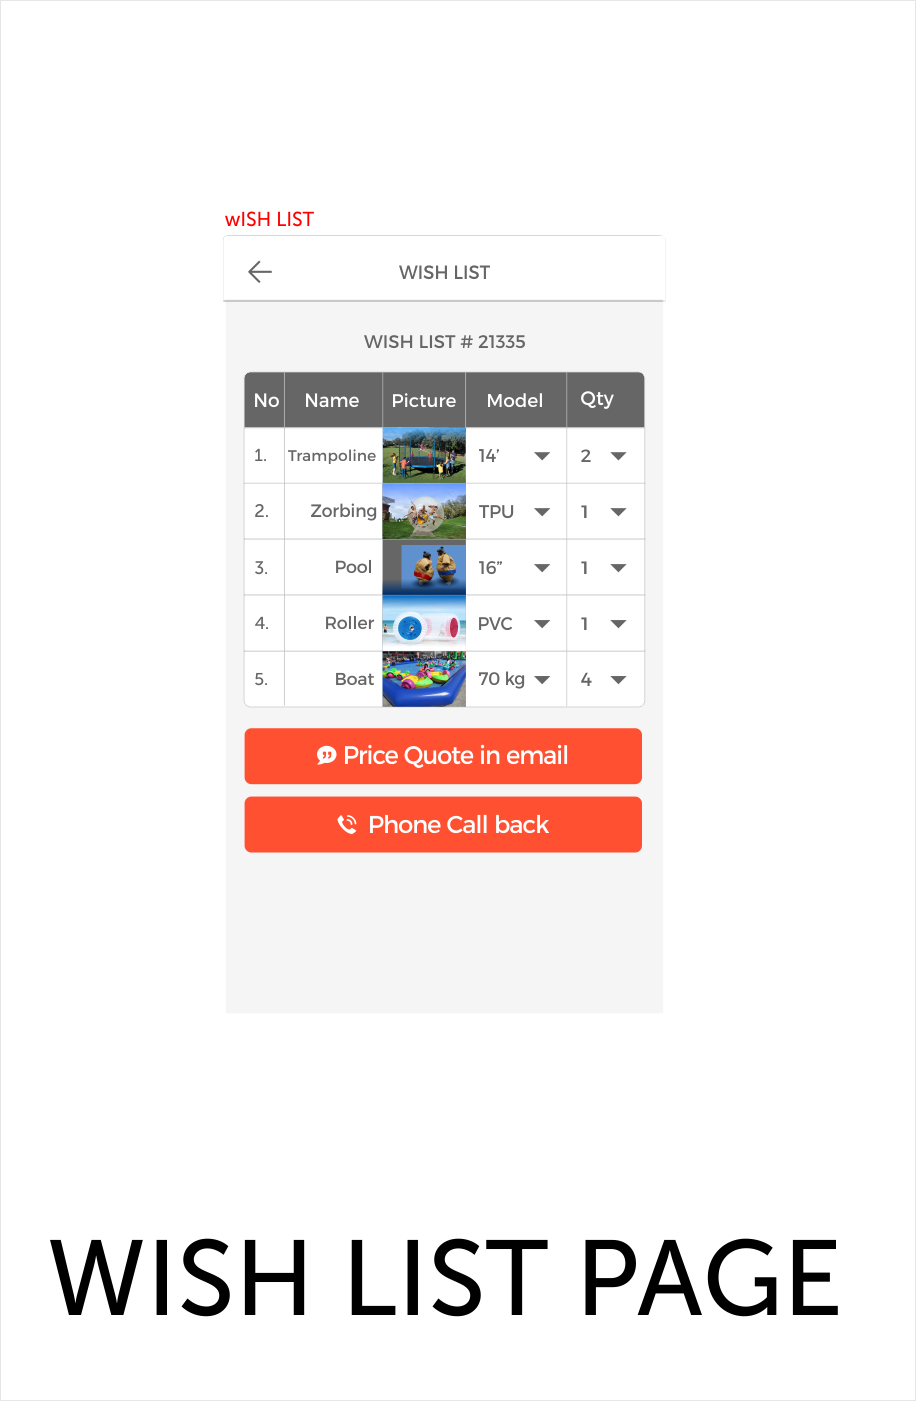 wISH LIST
WISH LIST
WISH LIST # 21335
No Name Picture Model Qty
1. Trampoline 14’ 2
2. Zorbing TPU 1
3. Pool 16” 1
4. Roller PVC 1
5. Boat 70 kg 4
Price Quote in email
Phone Call back
WISH LIST PAGE